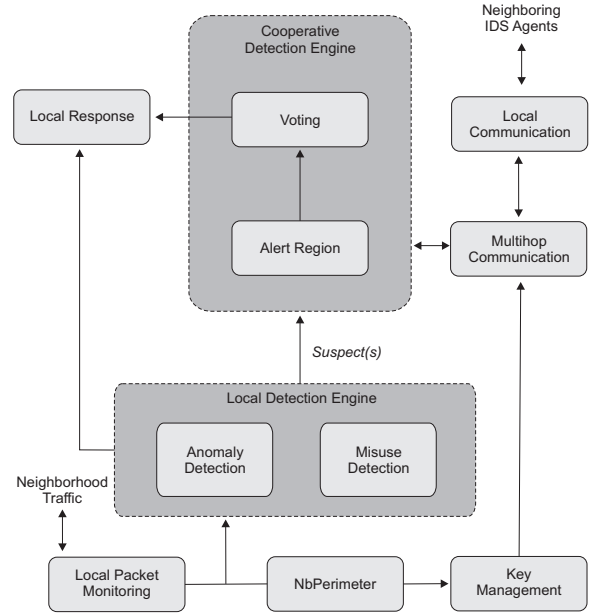 Neighboring
IDS Agents
Cooperative
Detection Engine
Local Response
Voting
Local
Communication
Alert Region
Multihop
Communication
Suspect(s)
Local Detection Engine
Anomaly
Detection
Misuse
Detection
Neighborhood
Traffic
Local Packet
Monitoring
NbPerimeter
Key
Management